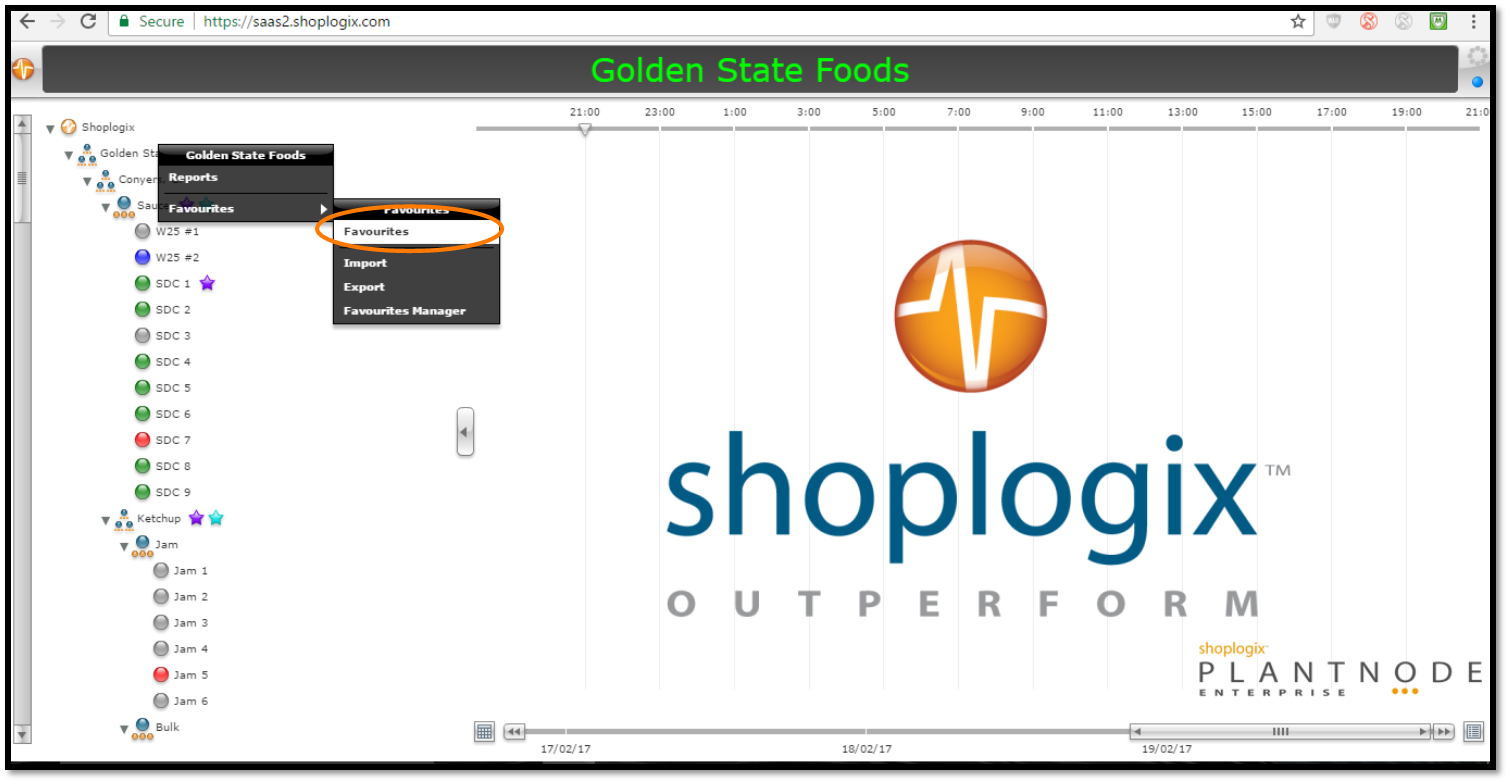 Secure | https://saas2.shoplogix.com
Golden State Foods
21:00 23:00 1:00 3:00 5:00 7:00 9:00 11:00 13:00 15:00 17:00 19:00 21:0
Shoplogix
Golden Sta
Golden State Foods
Conyers
Reports
Sauce
Favourites
Favourites
W25 #1
Favourites
W25 #2
Import
SDC 1
Export
SDC 2
Favourites Manager
SDC 3
SDC 4
SDC 5
SDC 6
SDC 7
SDC 8
SDC 9
Ketchup
Jam
Jam 1
Jam 2
Jam 3
Jam 4
Jam 5
Jam 6
Bulk
shoplogix™
OUTPERFORM
shoplogix
PLANTNODE
ENTERPRISE
17/02/17 18/02/17 19/02/17